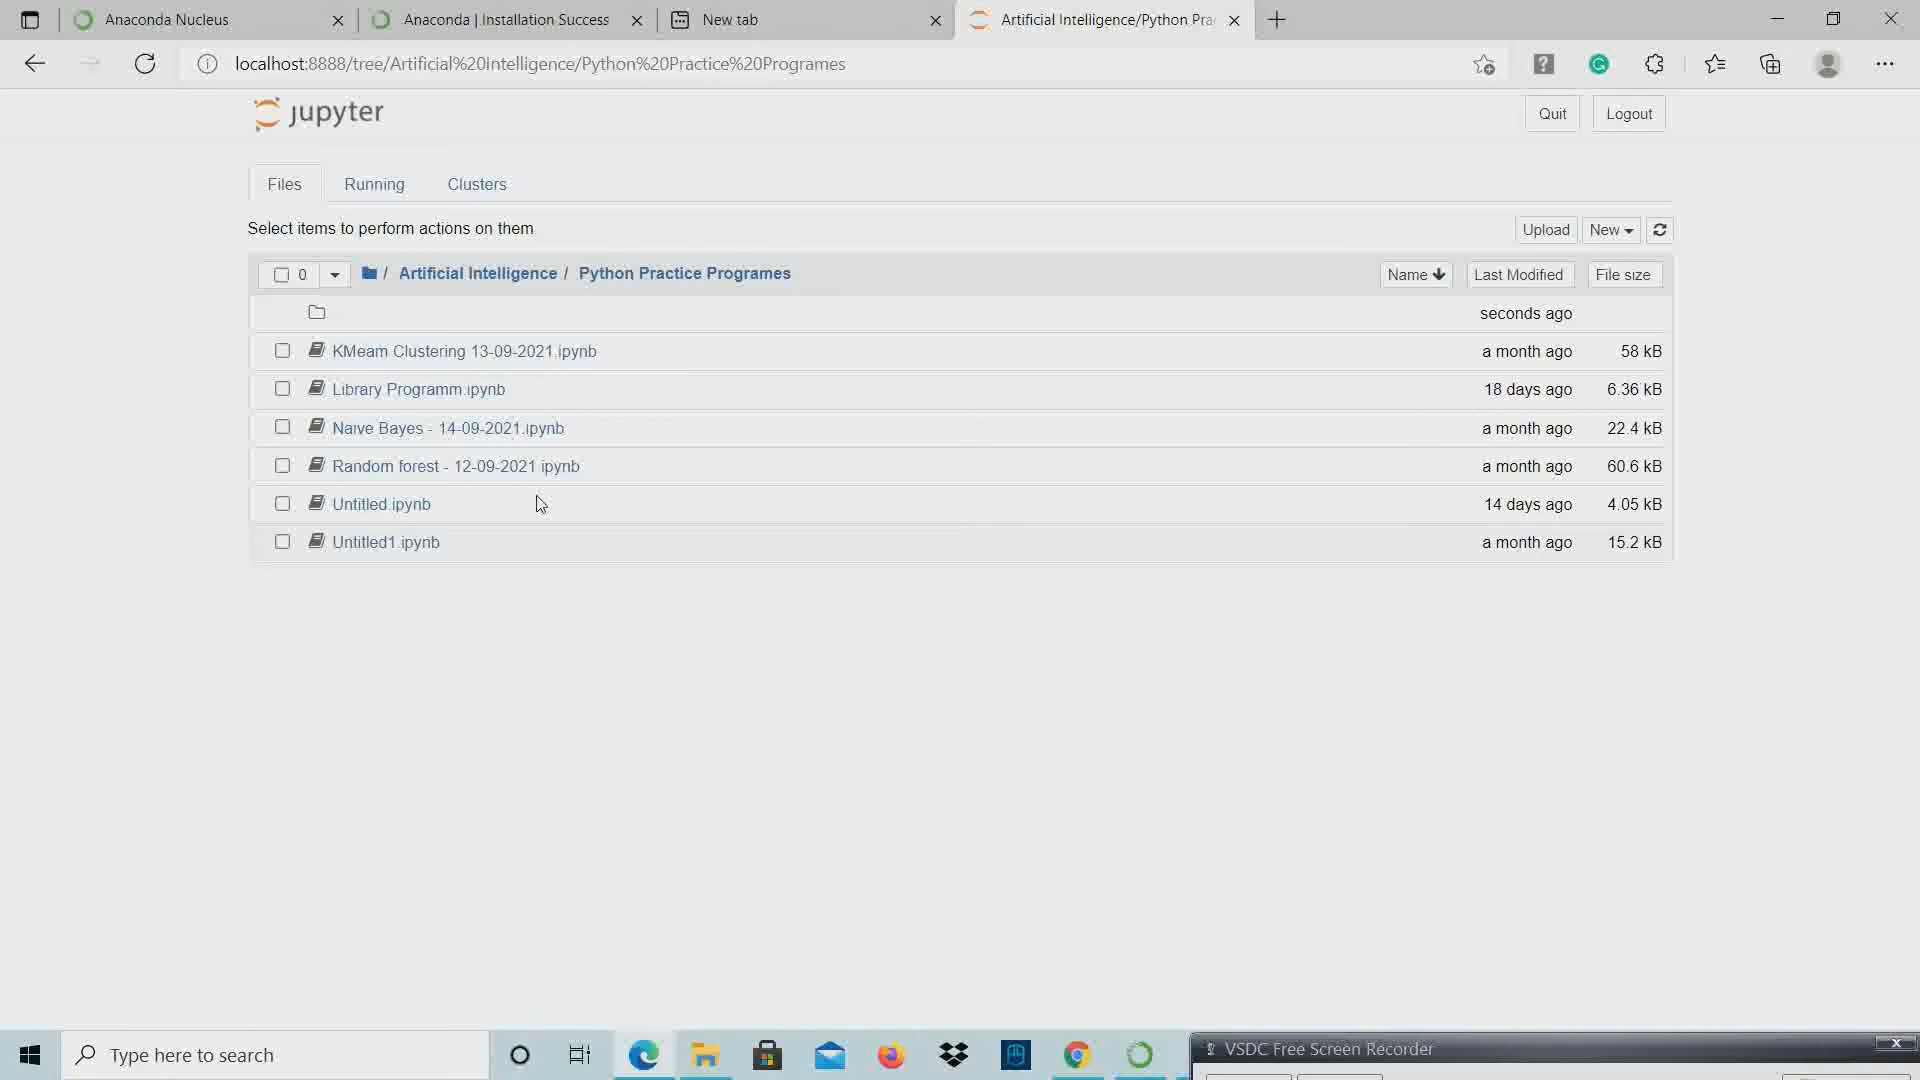 Anaconda Nucleus
Anaconda | Installation Success
New tab
Artificial Intelligence/Python Pra
localhost:8888/tree/Artificial%20Intelligence/Python%20Practice%20Programes
jupyter
Quit
Logout
Files
Running
Clusters
Select items to perform actions on them
Upload
New
0
/ Artificial Intelligence / Python Practice Programes
Name
Last Modified
File size
seconds ago
KMeam Clustering 13-09-2021.ipynb
a month ago
58 kB
Library Programm.ipynb
18 days ago
6.36 kB
Naive Bayes - 14-09-2021.ipynb
a month ago
22.4 kB
Random forest - 12-09-2021.ipynb
a month ago
60.6 kB
Untitled.ipynb
14 days ago
4.05 kB
Untitled1.ipynb
a month ago
15.2 kB
Type here to search
VSDC Free Screen Recorder